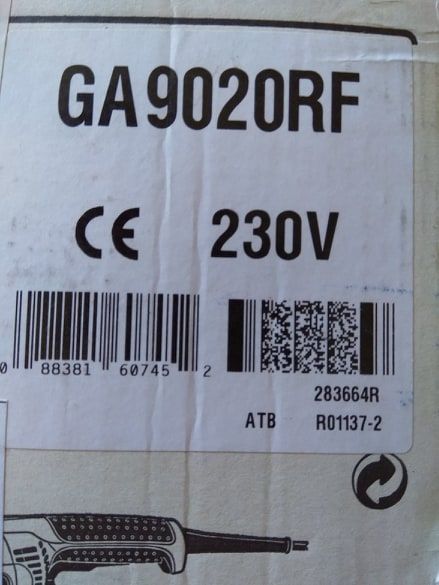 GA9020RF
CE 230V
0 88381 60745 2
283664R
ATB R01137-2